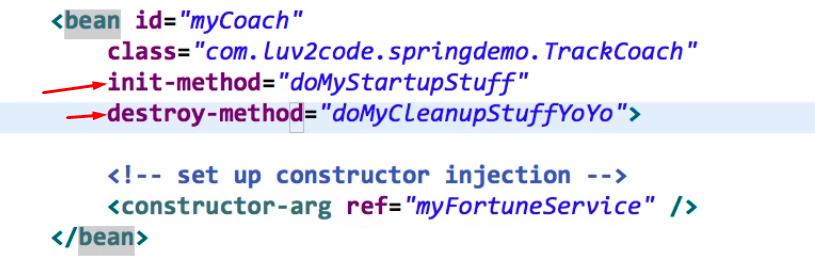 <bean id="myCoach"
class="com.luv2code.springdemo.TrackCoach"
init-method="doMyStartupStuff"
destroy-method="doMyCleanupStuffYoYo">
<!-- set up constructor injection -->
<constructor-arg ref="myFortuneService" />
</bean>